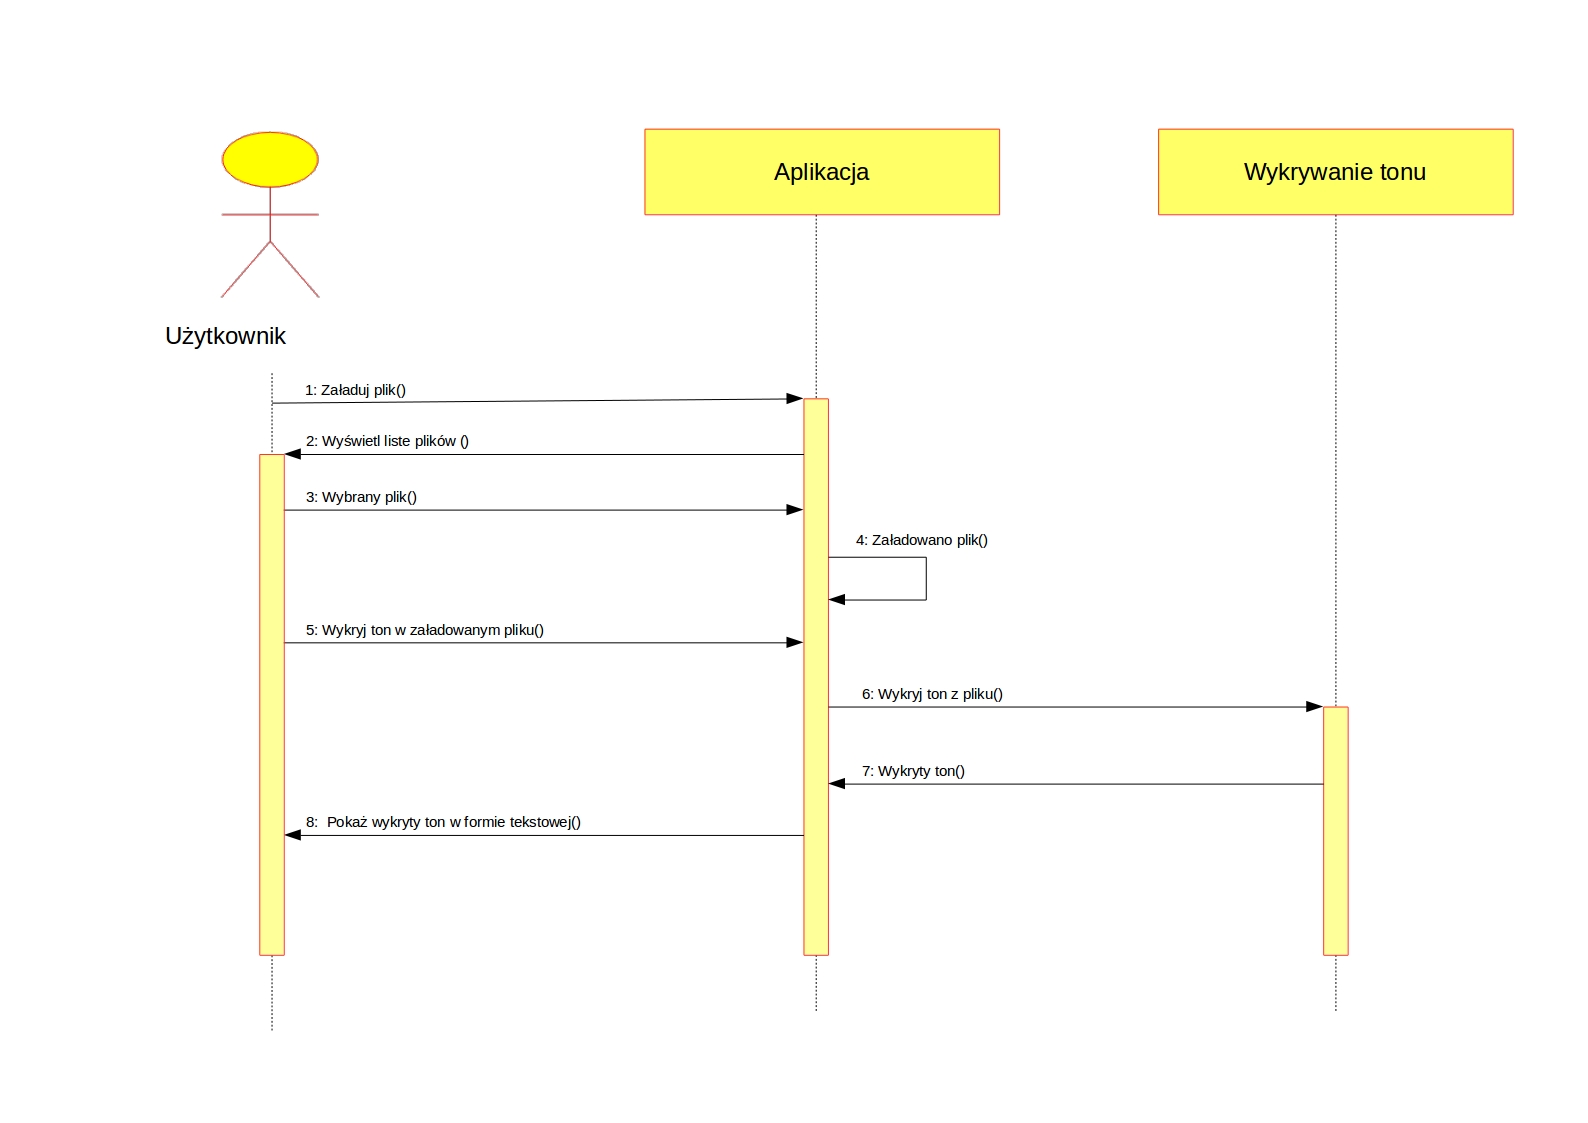 Aplikacja
Wykrywanie tonu
Użytkownik
1: Załaduj plik()
2: Wyświetl liste plików ()
3: Wybrany plik()
4: Załadowano plik()
5: Wykryj ton w załadowanym pliku()
6: Wykryj ton z pliku()
7: Wykryty ton()
8:  Pokaż wykryty ton w formie tekstowej()